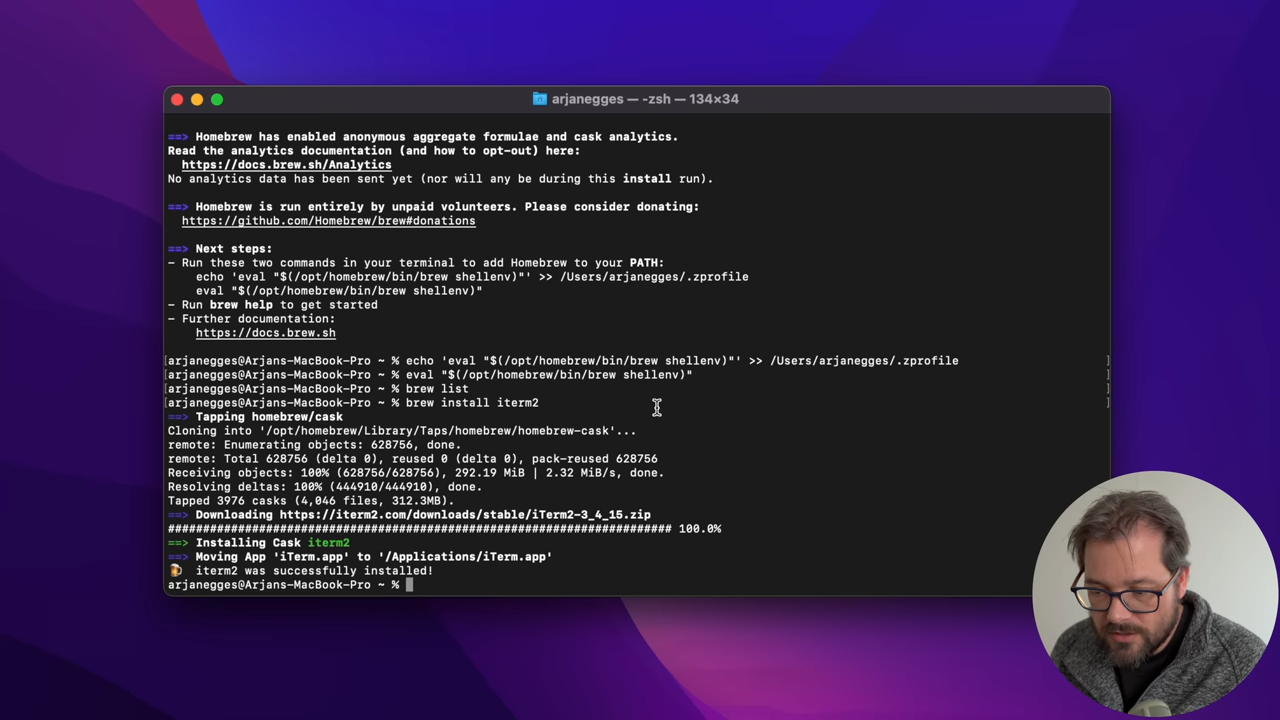 arjanegges — -zsh — 134×34
==> Homebrew has enabled anonymous aggregate formulae and cask analytics.
Read the analytics documentation (and how to opt-out) here:
https://docs.brew.sh/Analytics
No analytics data has been sent yet (nor will any be during this install run).
==> Homebrew is run entirely by unpaid volunteers. Please consider donating:
https://github.com/Homebrew/brew#donations
==> Next steps:
- Run these two commands in your terminal to add Homebrew to your PATH:
echo 'eval "$(/opt/homebrew/bin/brew shellenv)"' >> /Users/arjanegges/.zprofile
eval "$(/opt/homebrew/bin/brew shellenv)"
- Run brew help to get started
- Further documentation:
https://docs.brew.sh
[arjanegges@Arjans-MacBook-Pro ~ % echo 'eval "$(/opt/homebrew/bin/brew shellenv)"' >> /Users/arjanegges/.zprofile ]
[arjanegges@Arjans-MacBook-Pro ~ % eval "$(/opt/homebrew/bin/brew shellenv)" ]
[arjanegges@Arjans-MacBook-Pro ~ % brew list ]
[arjanegges@Arjans-MacBook-Pro ~ % brew install iterm2 ]
==> Tapping homebrew/cask
Cloning into '/opt/homebrew/Library/Taps/homebrew/homebrew-cask'...
remote: Enumerating objects: 628756, done.
remote: Total 628756 (delta 0), reused 0 (delta 0), pack-reused 628756
Receiving objects: 100% (628756/628756), 292.19 MiB | 2.32 MiB/s, done.
Resolving deltas: 100% (444910/444910), done.
Tapped 3976 casks (4,046 files, 312.3MB).
==> Downloading https://iterm2.com/downloads/stable/iTerm2-3_4_15.zip
######################################################################## 100.0%
==> Installing Cask iterm2
==> Moving App 'iTerm.app' to '/Applications/iTerm.app'
🍺 iterm2 was successfully installed!
arjanegges@Arjans-MacBook-Pro ~ %